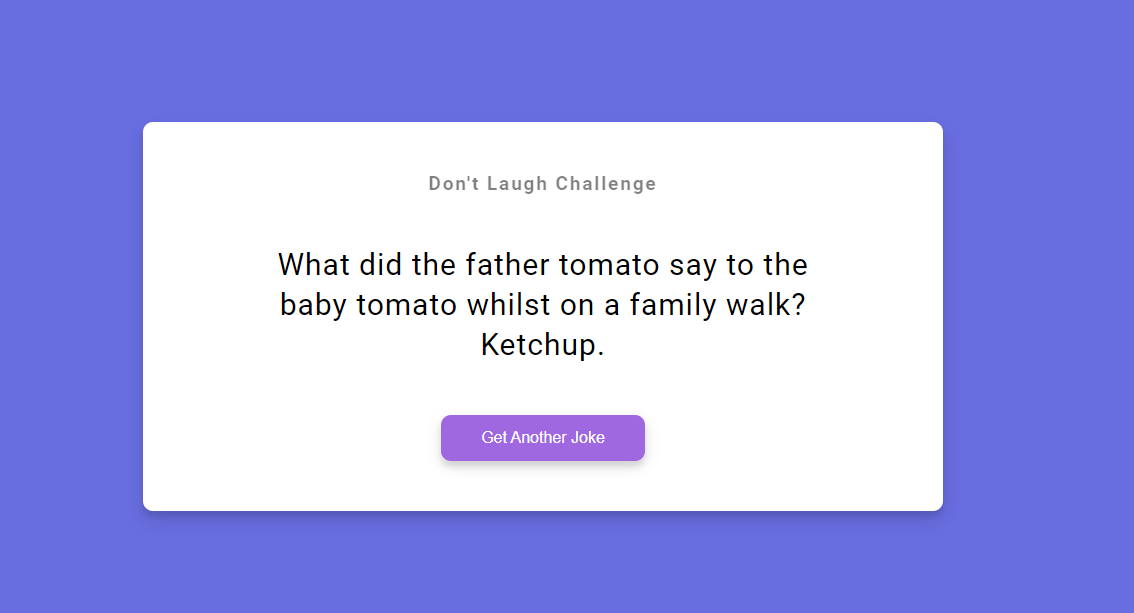 Don't Laugh Challenge
What did the father tomato say to the
baby tomato whilst on a family walk?
Ketchup.
Get Another Joke